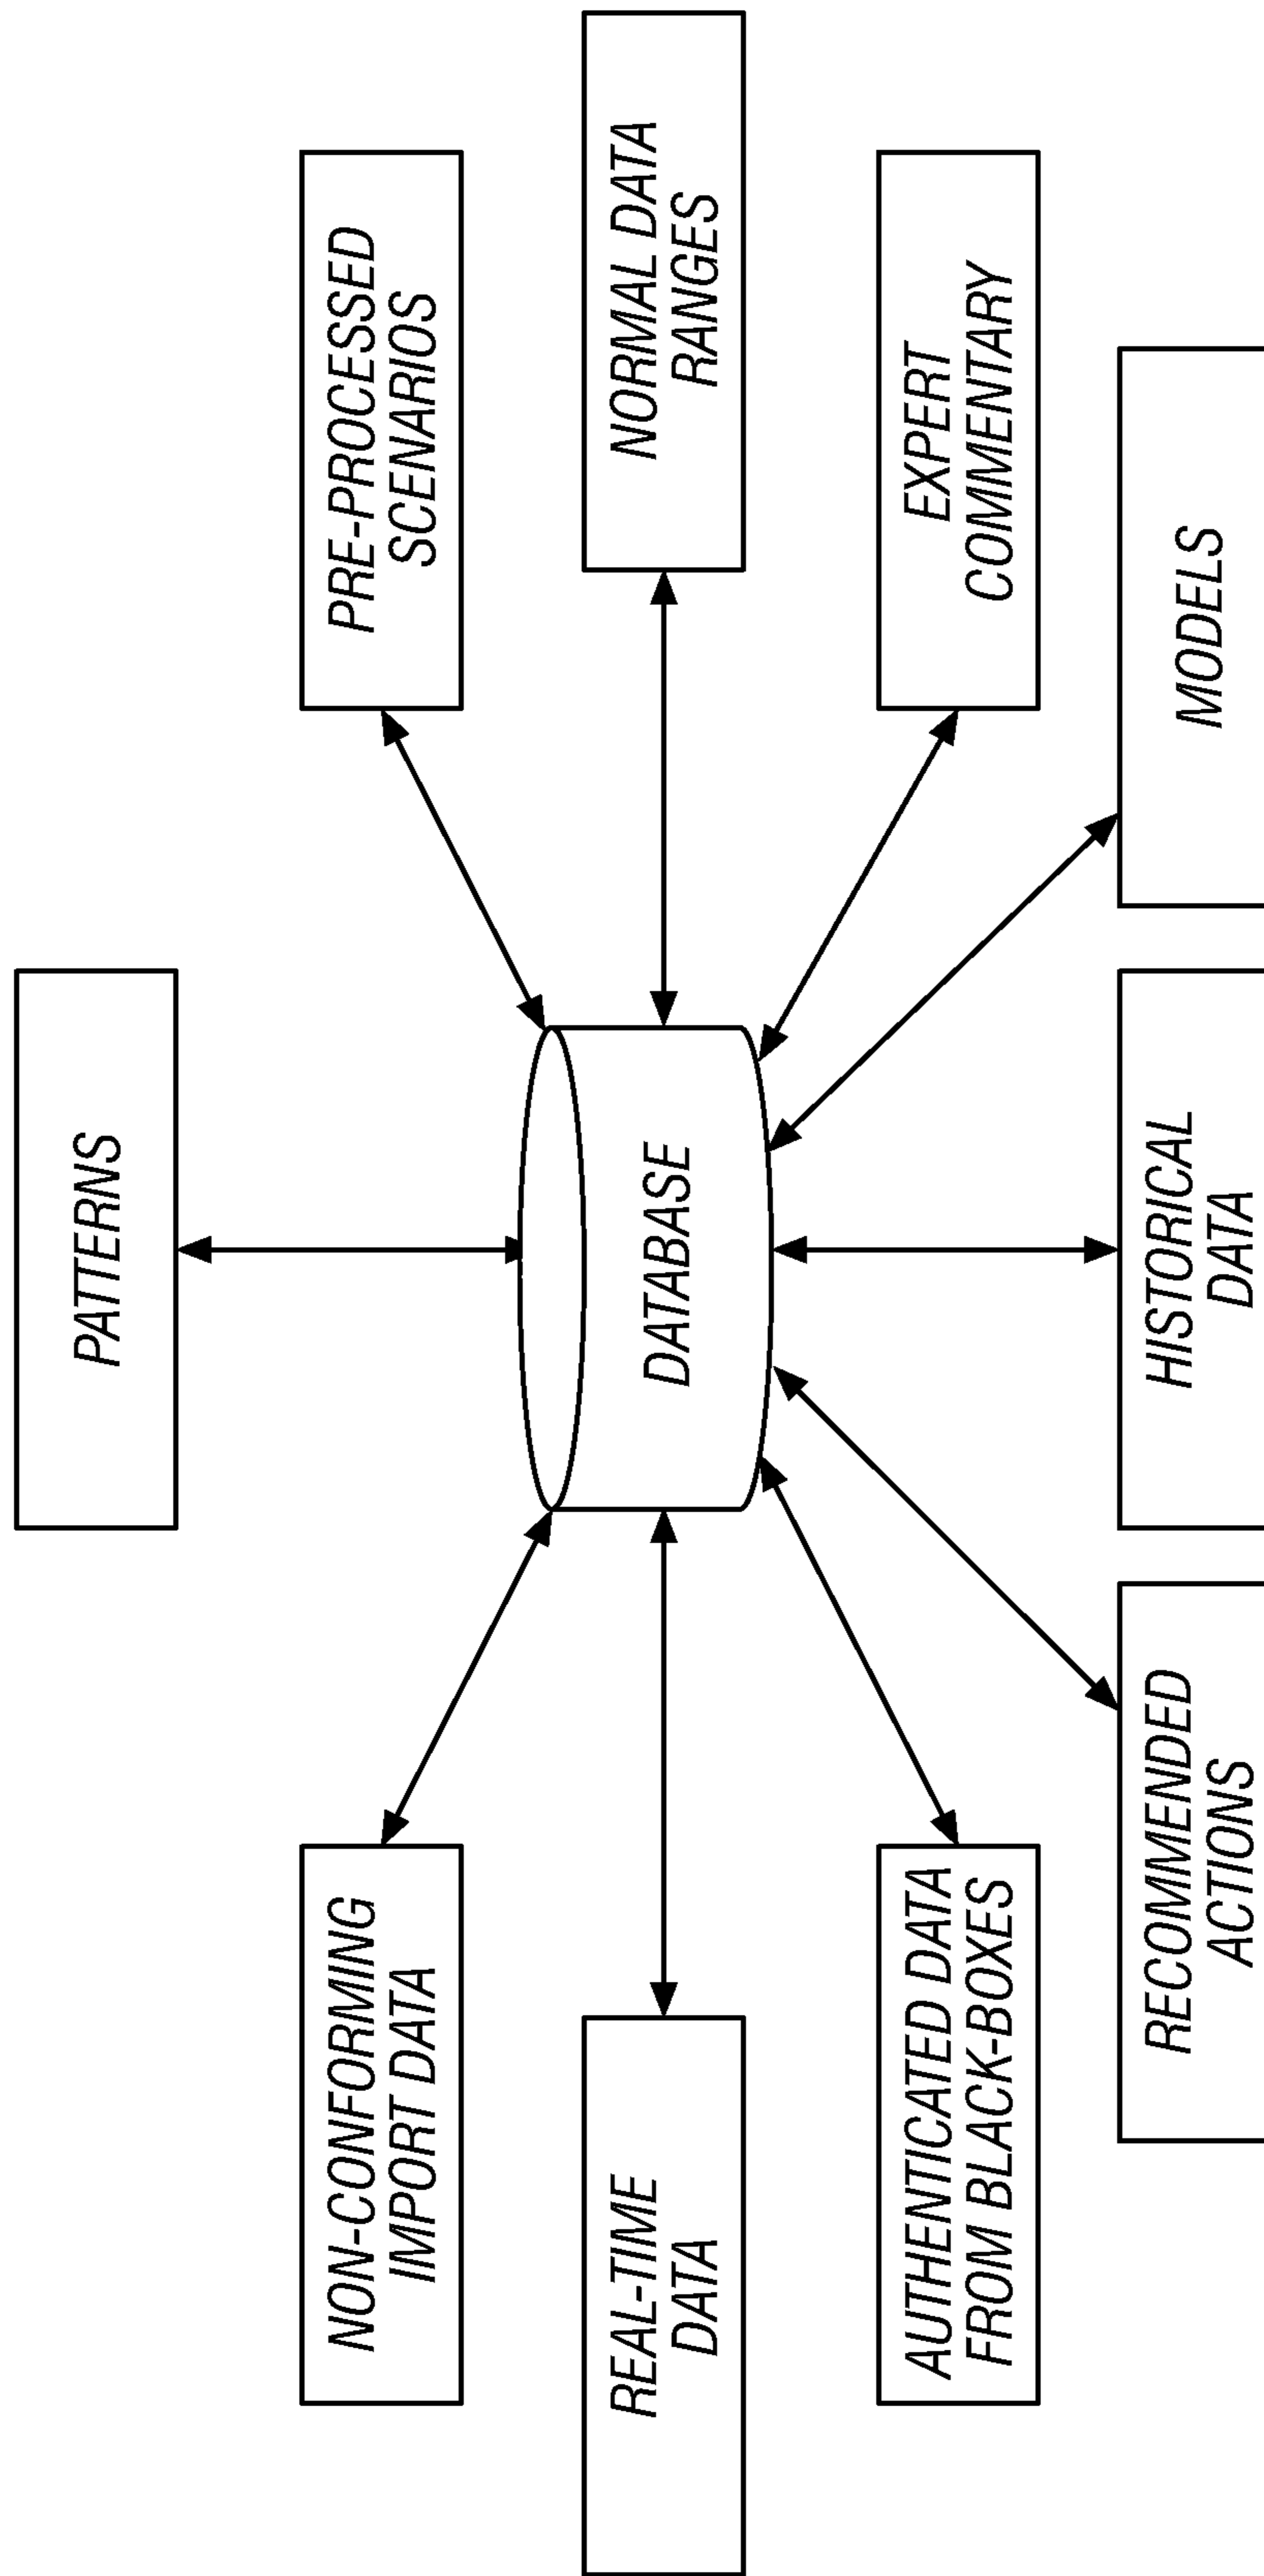 PATTERNS
NON-CONFORMING
IMPORT DATA
PRE-PROCESSED
SCENARIOS
REAL-TIME
DATA
DATABASE
NORMAL DATA
RANGES
AUTHENTICATED DATA
FROM BLACK-BOXES
EXPERT
COMMENTARY
RECOMMENDED
ACTIONS
HISTORICAL
DATA
MODELS